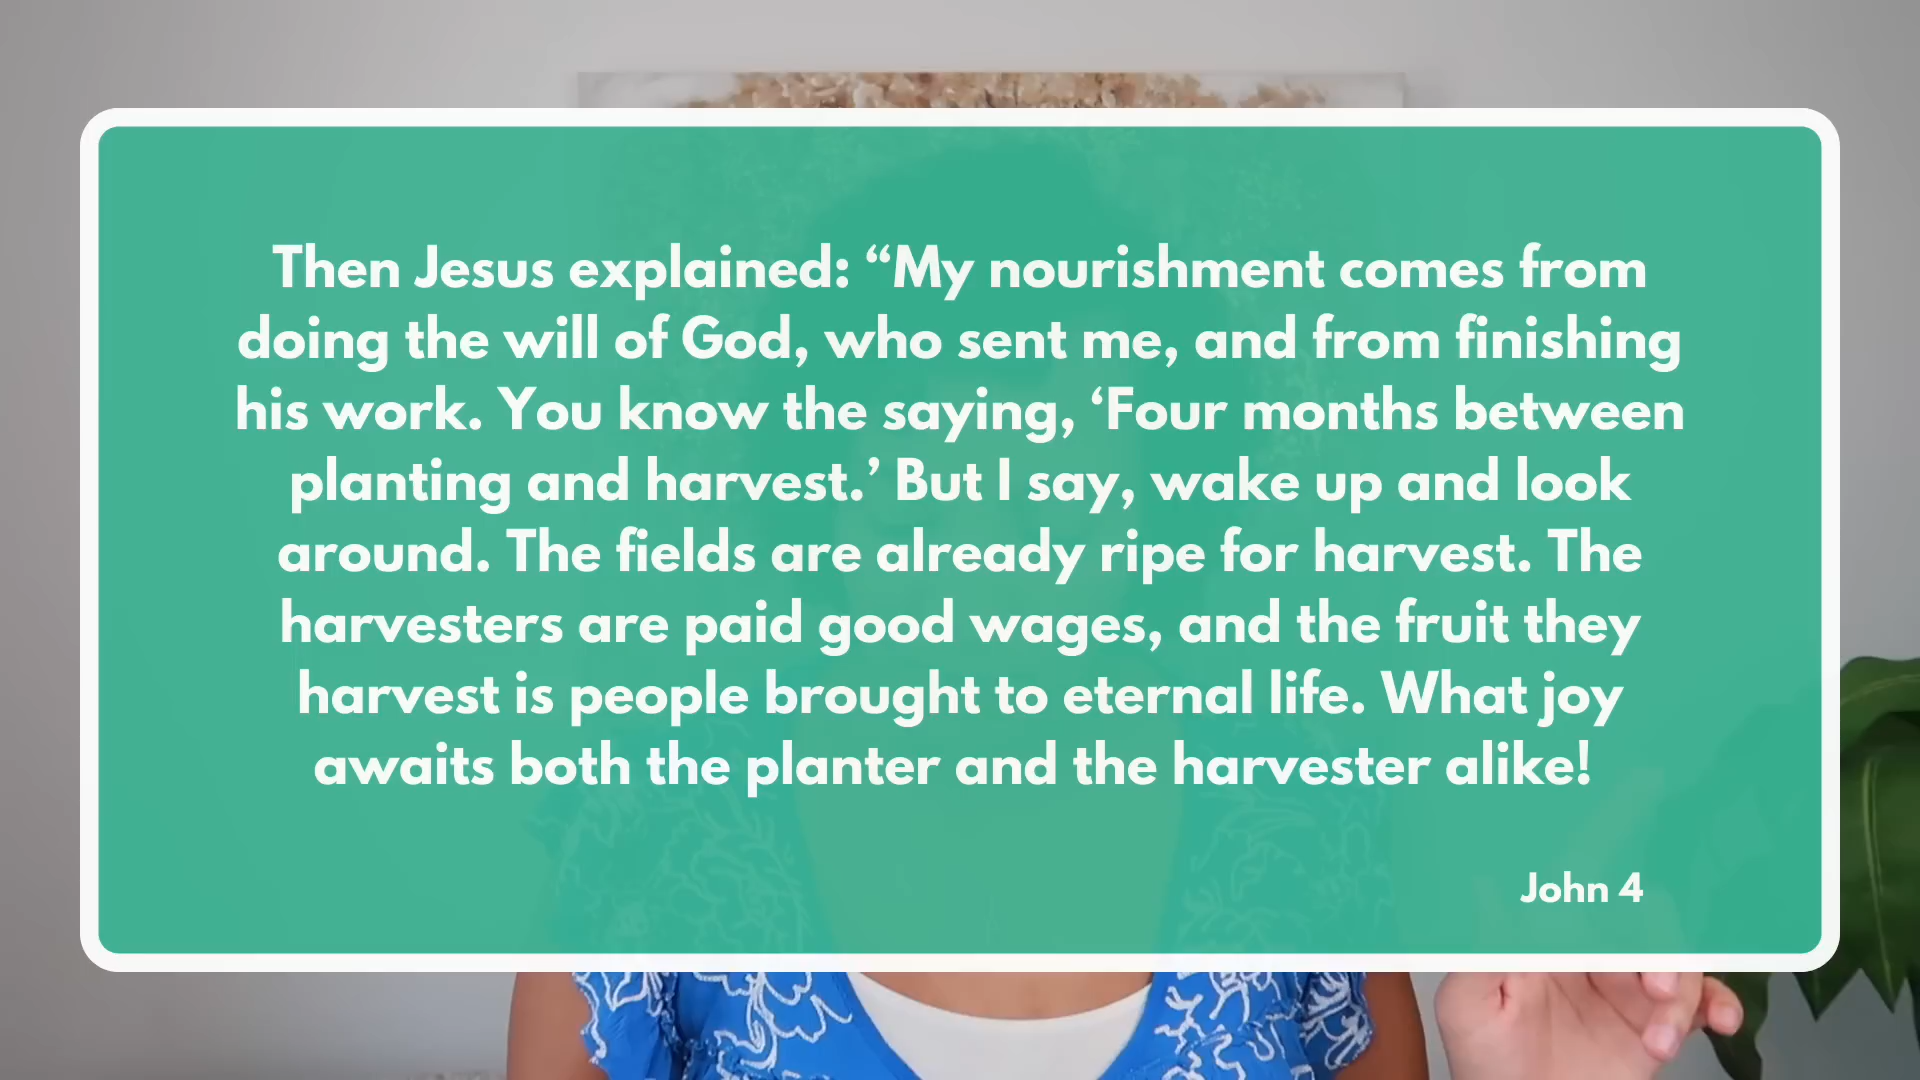 Then Jesus explained: “My nourishment comes from
doing the will of God, who sent me, and from finishing
his work. You know the saying, ‘Four months between
planting and harvest.’ But I say, wake up and look
around. The fields are already ripe for harvest. The
harvesters are paid good wages, and the fruit they
harvest is people brought to eternal life. What joy
awaits both the planter and the harvester alike!
John 4